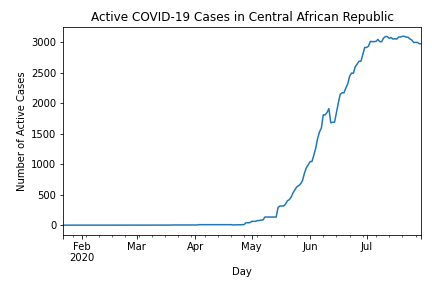 Active COVID-19 Cases in Central African Republic
Number of Active Cases
3000
2500
2000
1500
1000
500
0
Feb Mar Apr May Jun Jul
2020
Day